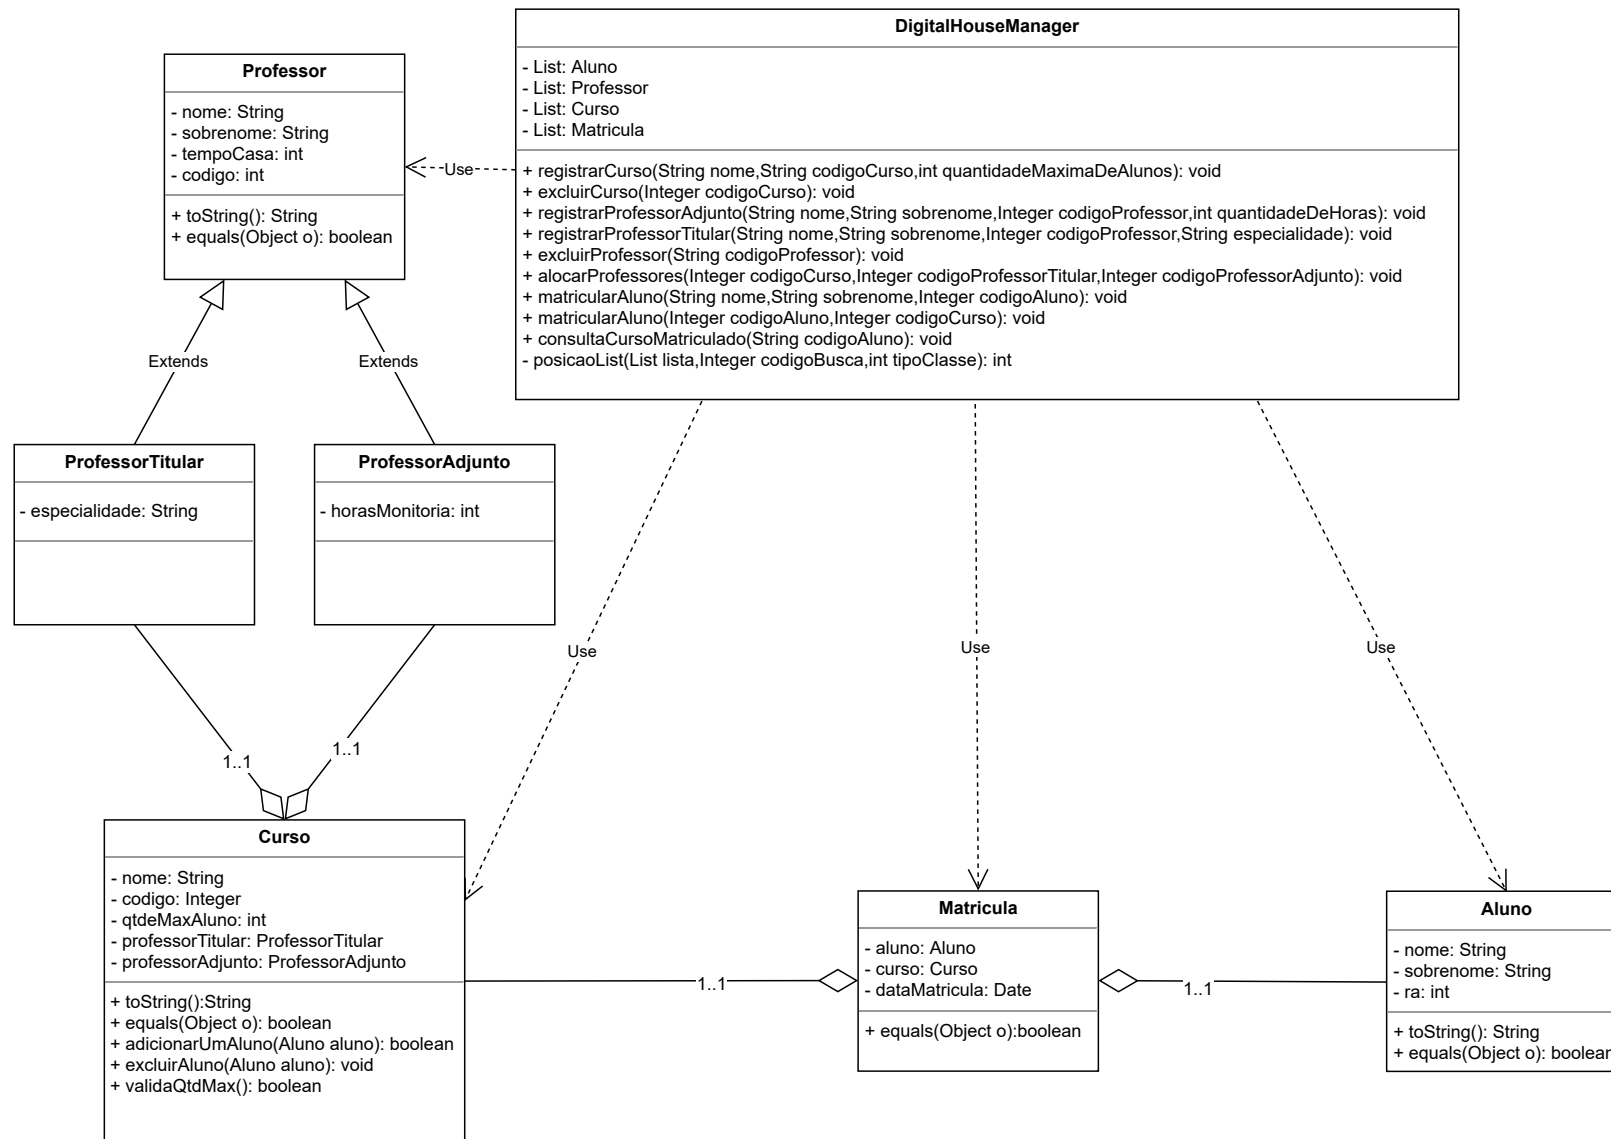 DigitalHouseManager
- List: Aluno
- List: Professor
- List: Curso
- List: Matricula
+ registrarCurso(String nome,String codigoCurso,int quantidadeMaximaDeAlunos): void
+ excluirCurso(Integer codigoCurso): void
+ registrarProfessorAdjunto(String nome,String sobrenome,Integer codigoProfessor,int quantidadeDeHoras): void
+ registrarProfessorTitular(String nome,String sobrenome,Integer codigoProfessor,String especialidade): void
+ excluirProfessor(String codigoProfessor): void
+ alocarProfessores(Integer codigoCurso,Integer codigoProfessorTitular,Integer codigoProfessorAdjunto): void
+ matricularAluno(String nome,String sobrenome,Integer codigoAluno): void
+ matricularAluno(Integer codigoAluno,Integer codigoCurso): void
+ consultaCursoMatriculado(String codigoAluno): void
- posicaoList(List lista,Integer codigoBusca,int tipoClasse): int
Professor
- nome: String
- sobrenome: String
- tempoCasa: int
- codigo: int
+ toString(): String
+ equals(Object o): boolean
Use
Extends
Extends
ProfessorTitular
- especialidade: String
ProfessorAdjunto
- horasMonitoria: int
Use
Use
Use
1..1
1..1
Curso
- nome: String
- codigo: Integer
- qtdeMaxAluno: int
- professorTitular: ProfessorTitular
- professorAdjunto: ProfessorAdjunto
+ toString():String
+ equals(Object o): boolean
+ adicionarUmAluno(Aluno aluno): boolean
+ excluirAluno(Aluno aluno): void
+ validaQtdMax(): boolean
1..1
Matricula
- aluno: Aluno
- curso: Curso
- dataMatricula: Date
+ equals(Object o):boolean
1..1
Aluno
- nome: String
- sobrenome: String
- ra: int
+ toString(): String
+ equals(Object o): boolean